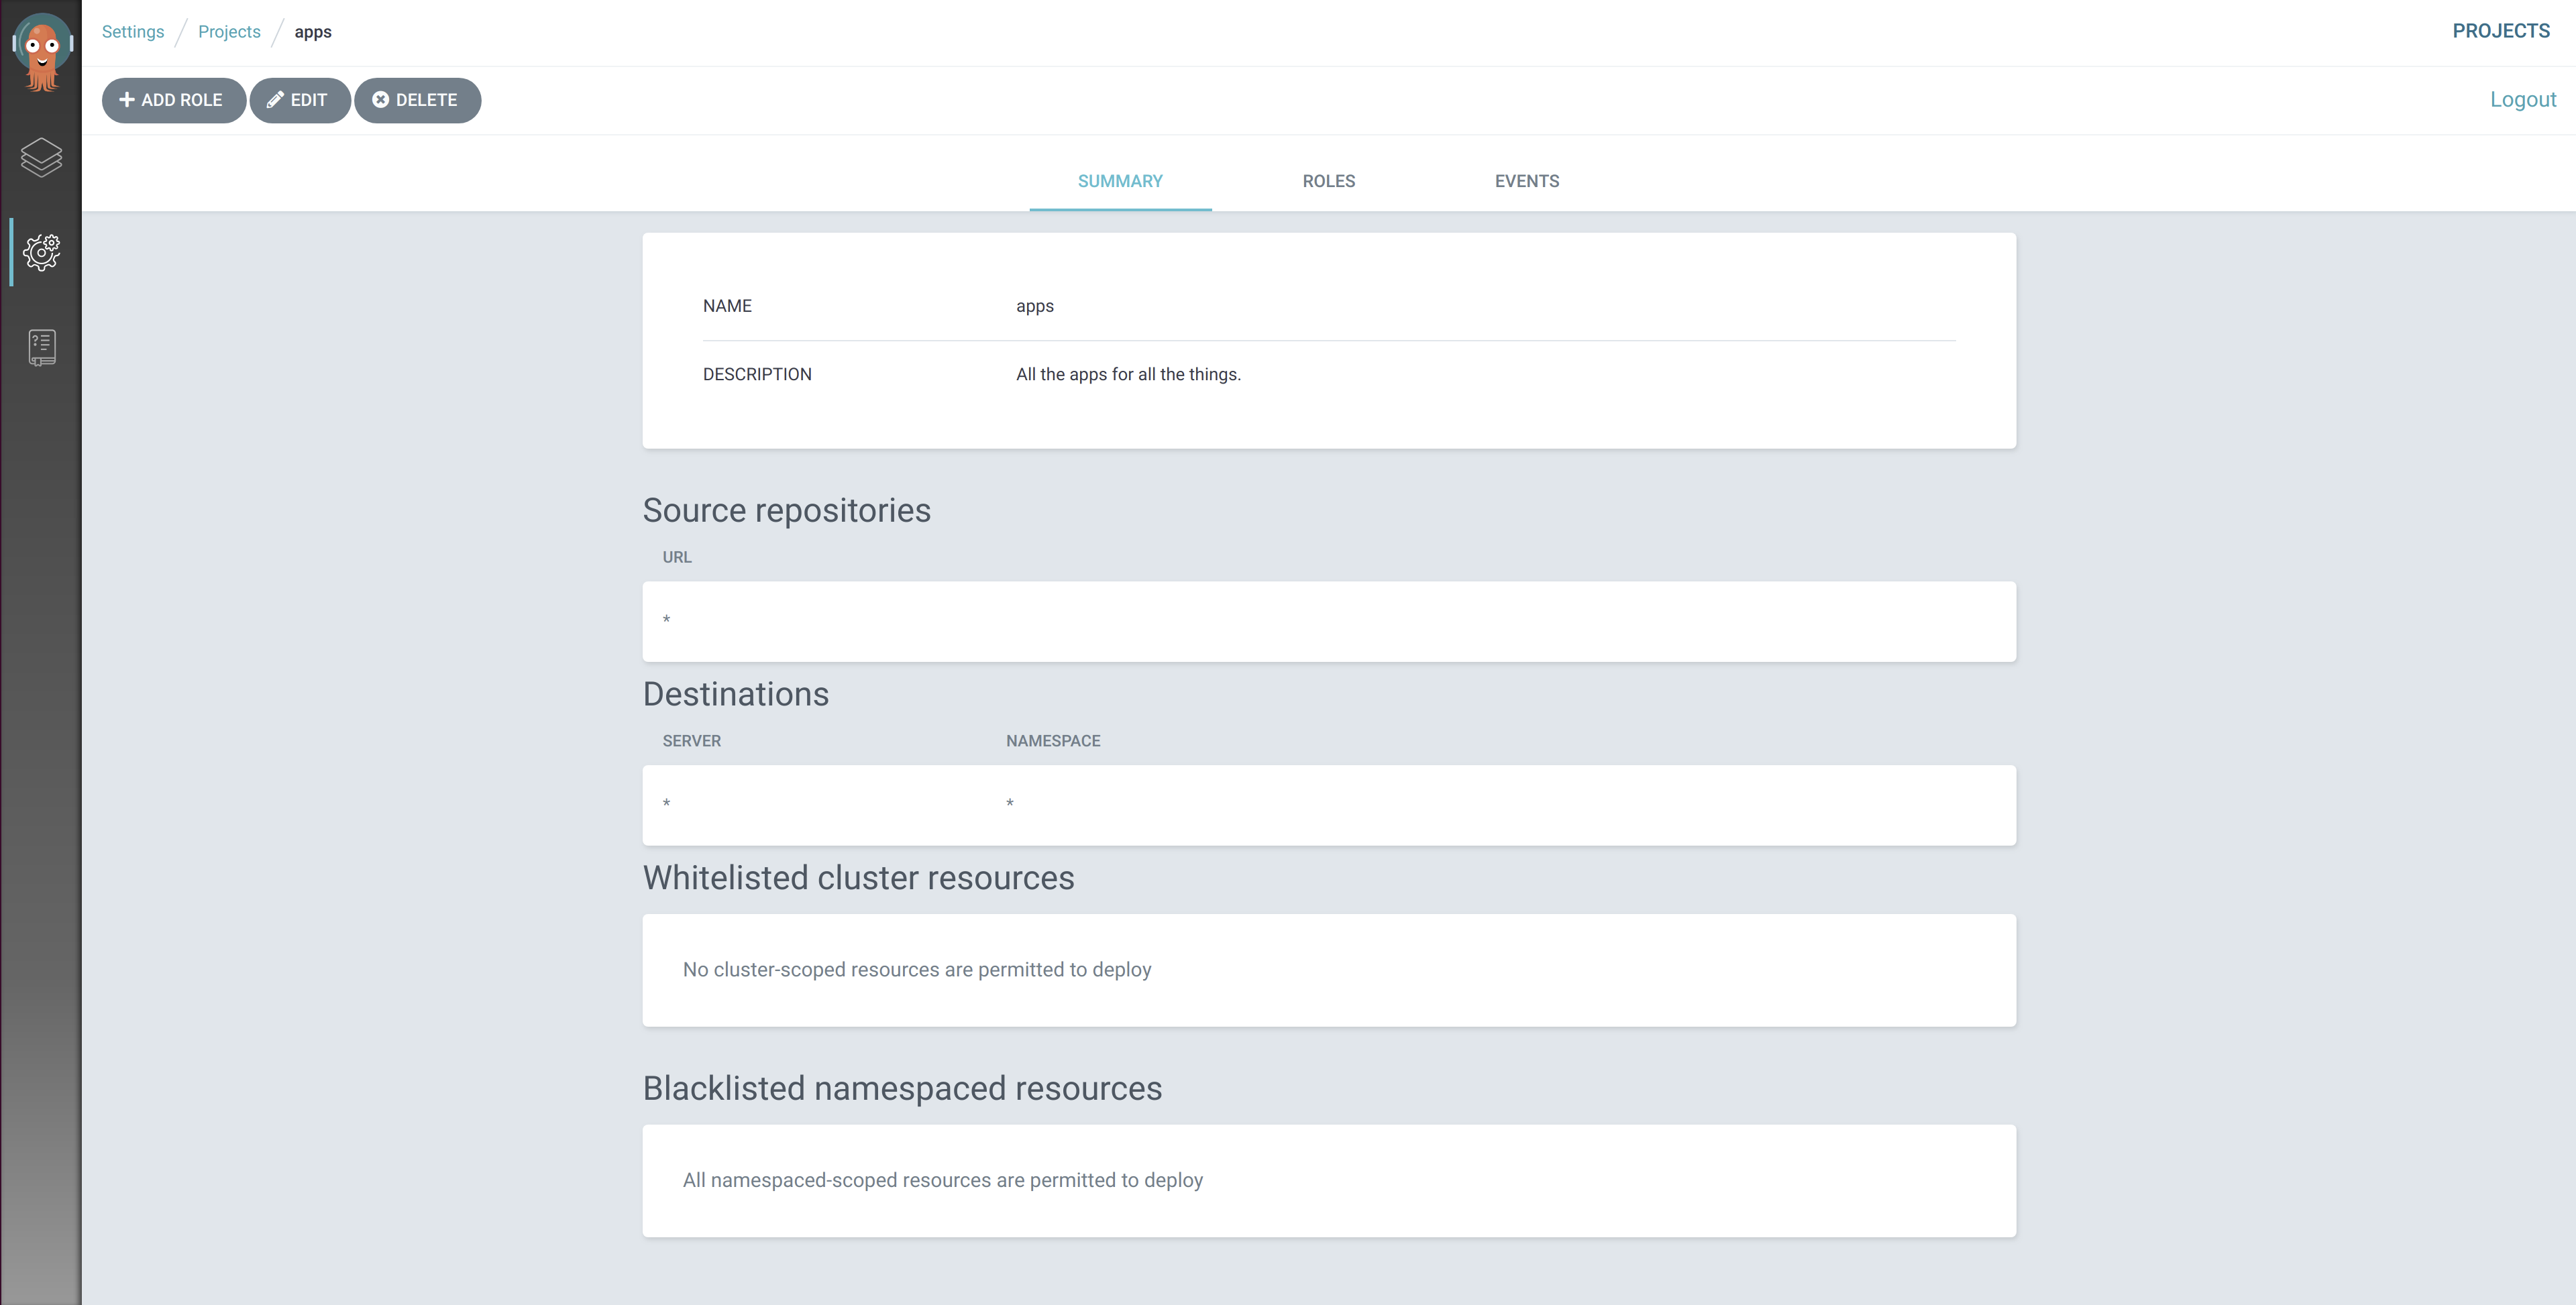 Settings / Projects / apps
PROJECTS
ADD ROLE
EDIT
DELETE
Logout
SUMMARY
ROLES
EVENTS
NAME apps
DESCRIPTION All the apps for all the things.
Source repositories
URL
*
Destinations
SERVER NAMESPACE
* *
Whitelisted cluster resources
No cluster-scoped resources are permitted to deploy
Blacklisted namespaced resources
All namespaced-scoped resources are permitted to deploy